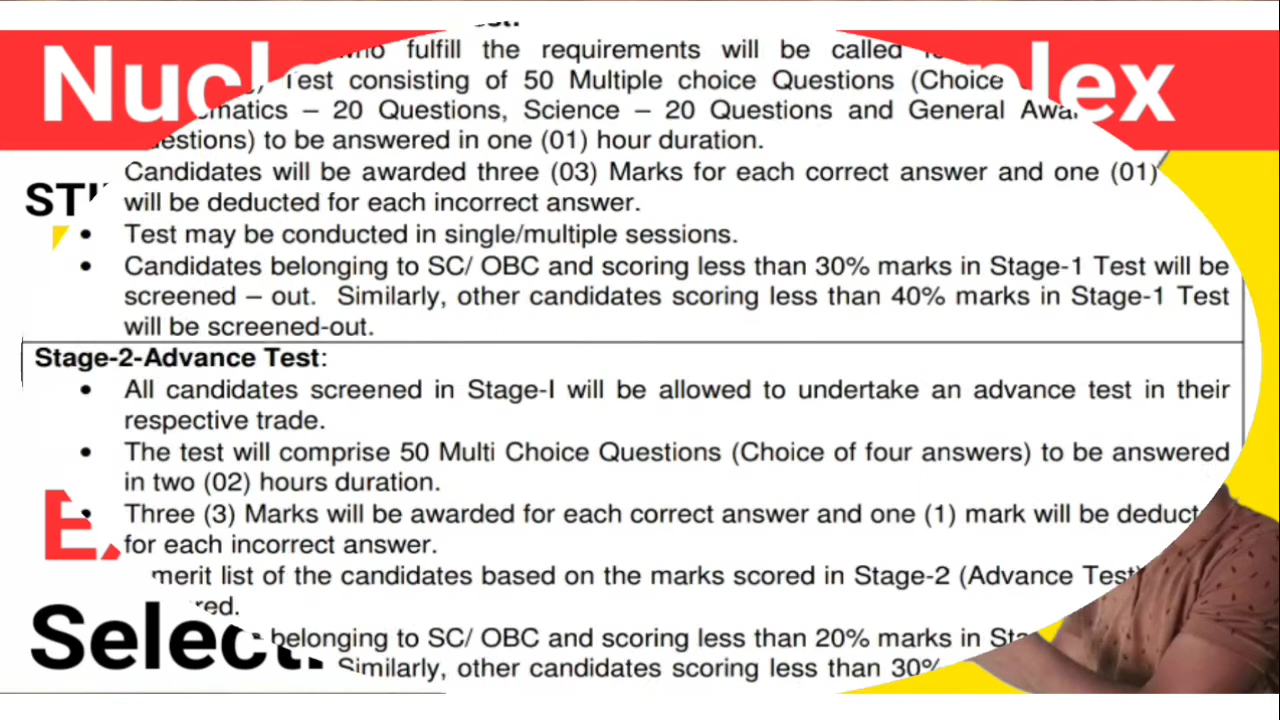 fulfill the requirements will be called
Test consisting of 50 Multiple choice Questions (Choice
– 20 Questions, Science – 20 Questions and General
to be answered in one (01) hour duration.
Candidates will be awarded three (03) Marks for each correct answer and one (01)
will be deducted for each incorrect answer.
• Test may be conducted in single/multiple sessions.
• Candidates belonging to SC/ OBC and scoring less than 30% marks in Stage-1 Test will be
screened – out. Similarly, other candidates scoring less than 40% marks in Stage-1 Test
will be screened-out.
Stage-2-Advance Test:
• All candidates screened in Stage-I will be allowed to undertake an advance test in their
respective trade.
• The test will comprise 50 Multi Choice Questions (Choice of four answers) to be answered
in two (02) hours duration.
• Three (3) Marks will be awarded for each correct answer and one (1) mark will be
for each incorrect answer.
merit list of the candidates based on the marks scored in Stage-2 (Advance Test)
belonging to SC/ OBC and scoring less than 20% marks in
Similarly, other candidates scoring less than 30%